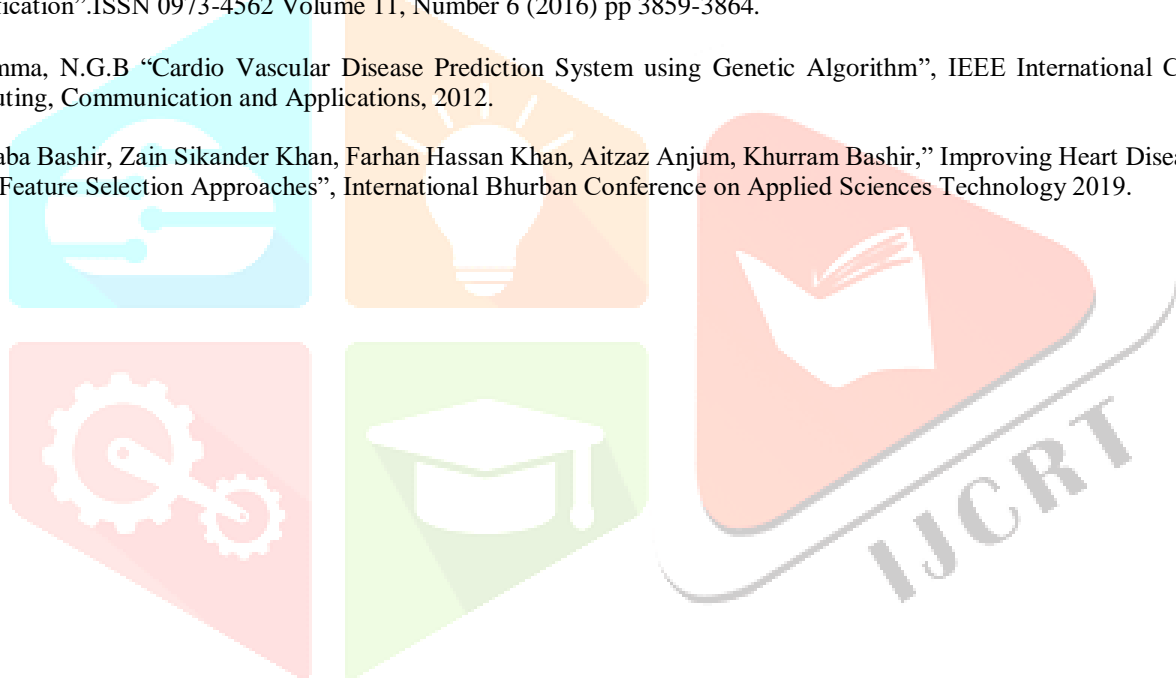 fication”.ISSN 0973-4562 Volume 11, Number 6 (2016) pp 3859-3864.
mma, N.G.B “Cardio Vascular Disease Prediction System using Genetic Algorithm”, IEEE International C
uting, Communication and Applications, 2012.
aba Bashir, Zain Sikander Khan, Farhan Hassan Khan, Aitzaz Anjum, Khurram Bashir,” Improving Heart Disea
Feature Selection Approaches”, International Bhurban Conference on Applied Sciences Technology 2019.
IJCRT